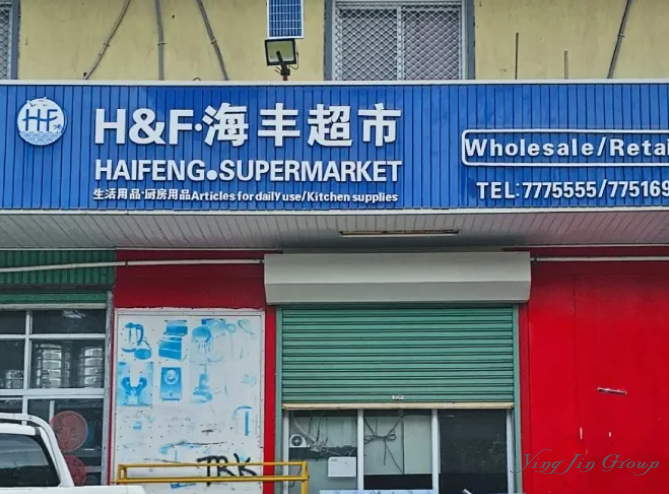 HF
H&F·海丰超市
HAIFENG●SUPERMARKET
生活用品·厨房用品Articles for dailY use/Kitchen supplies
Wholesale/Retai
TEL:7775555/775169
TRK
Ying Jin Group